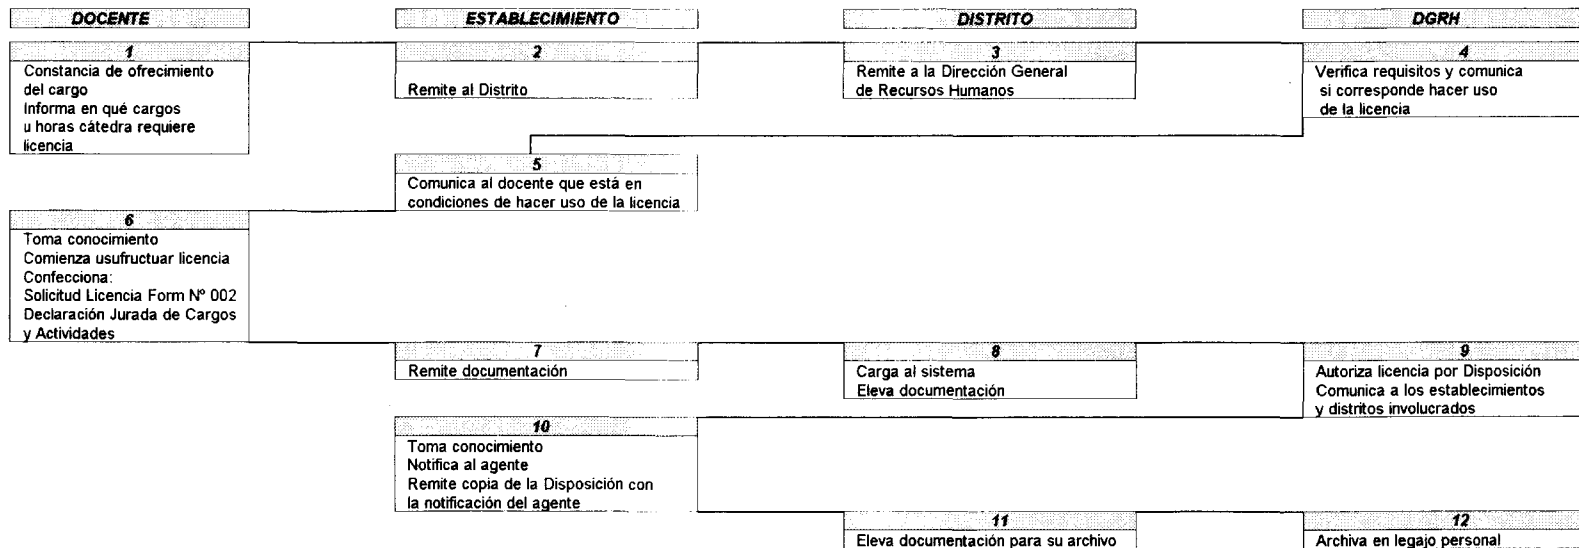 DOCENTE
ESTABLECIMIENTO
DISTRITO
DGRH
1
Constancia de ofrecimiento
del cargo
Informa en qué cargos
u horas cátedra requiere
licencia
2
Remite al Distrito
3
Remite a la Dirección General
de Recursos Humanos
4
Verifica requisitos y comunica
si corresponde hacer uso
de la licencia
5
Comunica al docente que está en
condiciones de hacer uso de la licencia
6
Toma conocimiento
Comienza usufructuar licencia
Confecciona:
Solicitud Licencia Form Nº 002
Declaración Jurada de Cargos
y Actividades
7
Remite documentación
8
Carga al sistema
Eleva documentación
9
Autoriza licencia por Disposición
Comunica a los establecimientos
y distritos involucrados
10
Toma conocimiento
Notifica al agente
Remite copia de la Disposición con
la notificación del agente
11
Eleva documentación para su archivo
12
Archiva en legajo personal